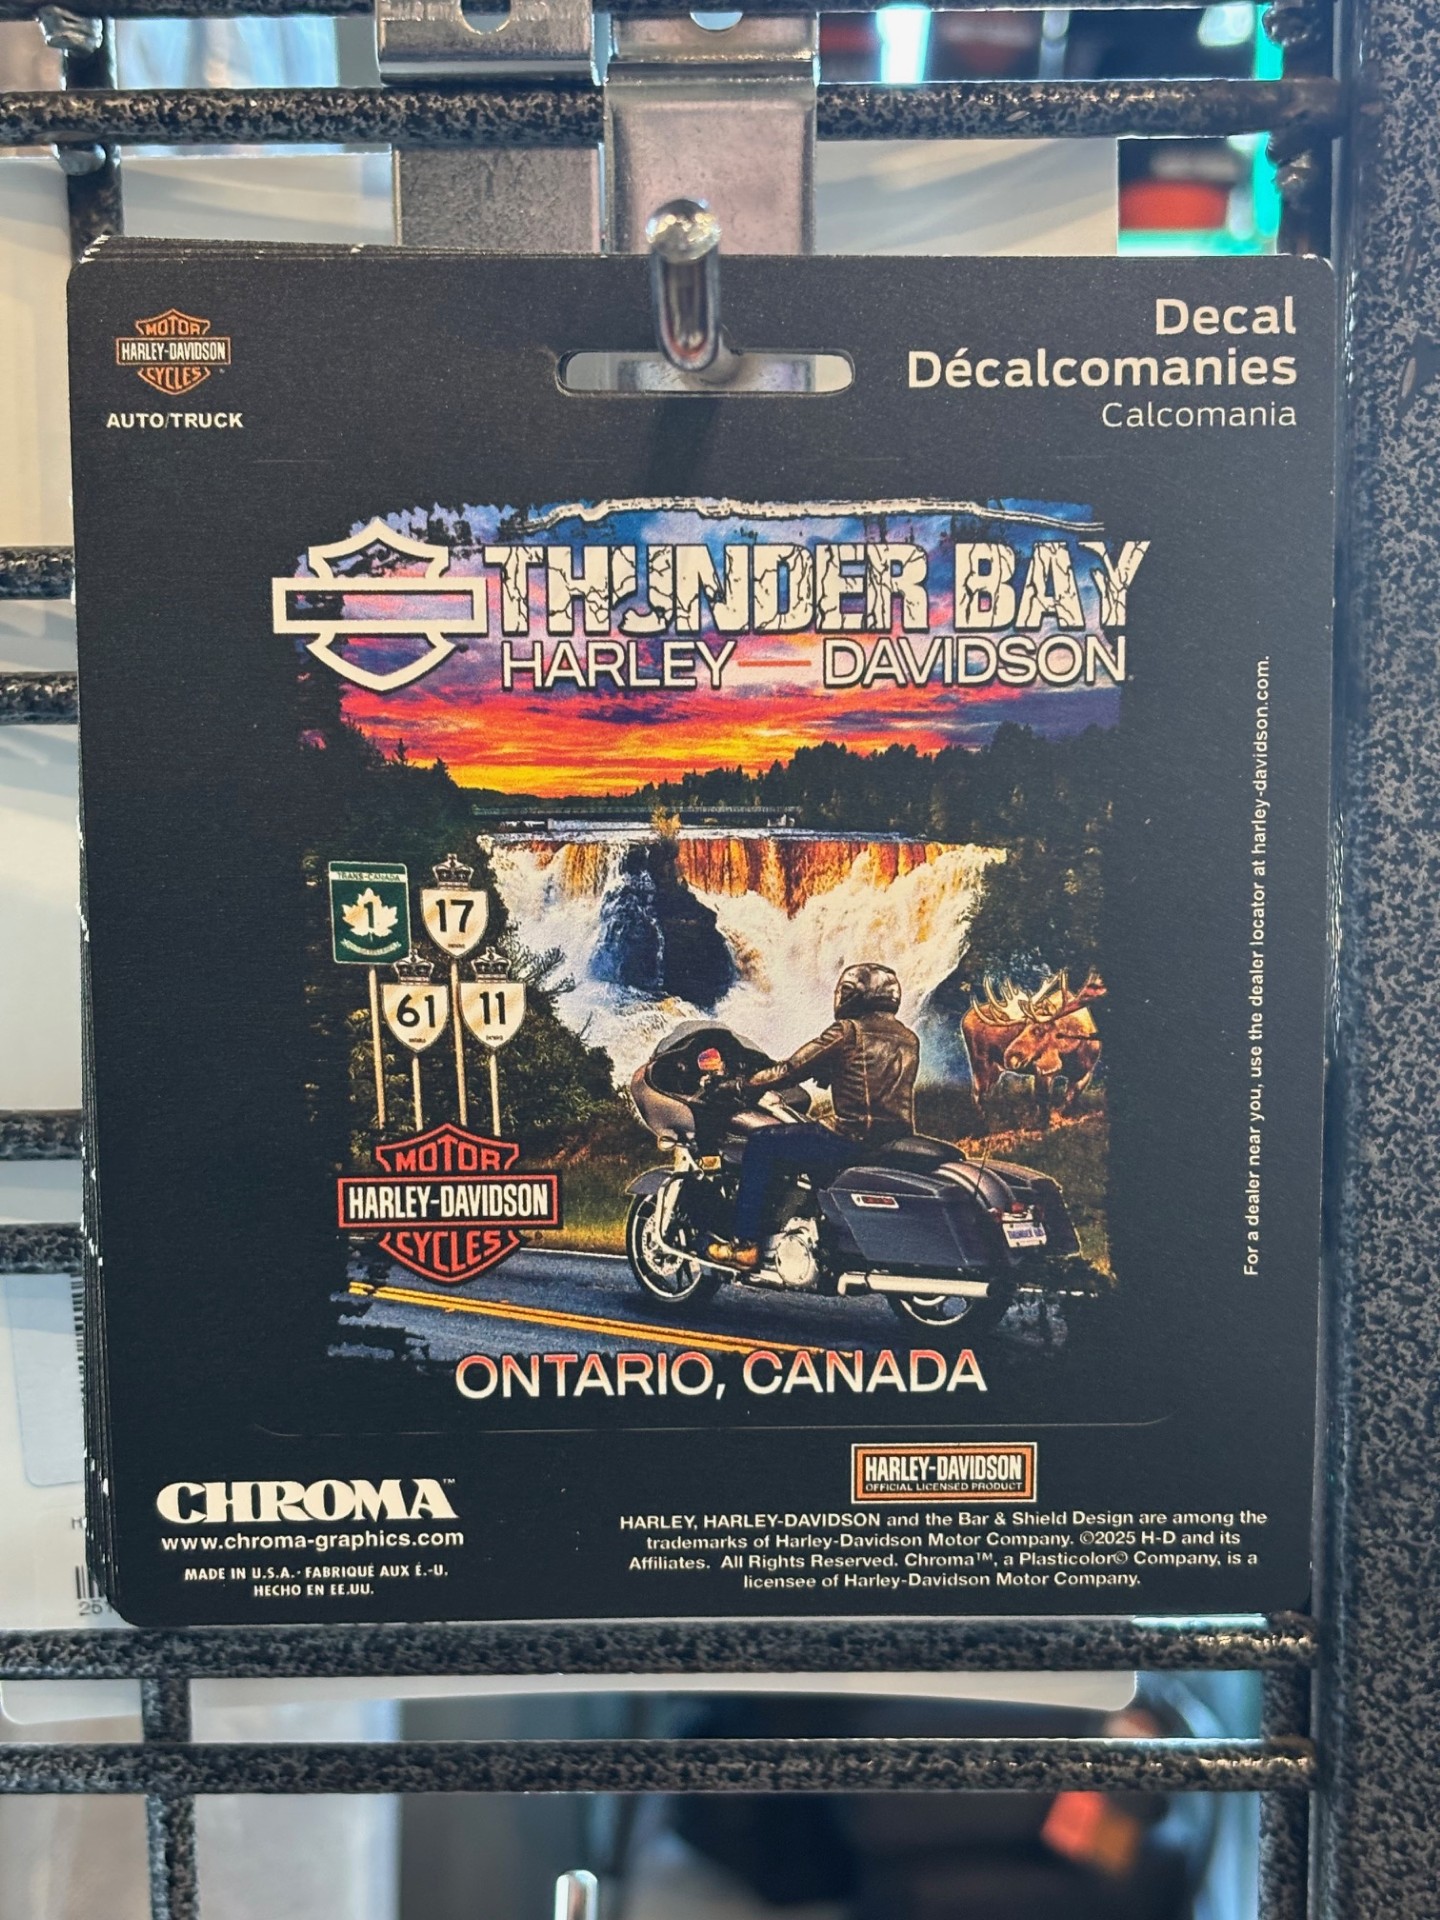 MOTOR
HARLEY-DAVIDSON
CYCLES
AUTO/TRUCK
Decal
Décalcomanies
Calcomania
THUNDER BAY
HARLEY-DAVIDSON
TRANS-CANADA
1
17
61
11
MOTOR
HARLEY-DAVIDSON
CYCLES
ONTARIO, CANADA
For a dealer near you, use the dealer locator at harley-davidson.com.
CHROMA™
www.chroma-graphics.com
MADE IN U.S.A. · FABRIQUÉ AUX É.-U.
HECHO EN EE.UU.
HARLEY-DAVIDSON
OFFICIAL LICENSED PRODUCT
HARLEY, HARLEY-DAVIDSON and the Bar & Shield Design are among the
trademarks of Harley-Davidson Motor Company. ©2025 H-D and its
Affiliates. All Rights Reserved. Chroma™, a Plasticolor© Company, is a
licensee of Harley-Davidson Motor Company.